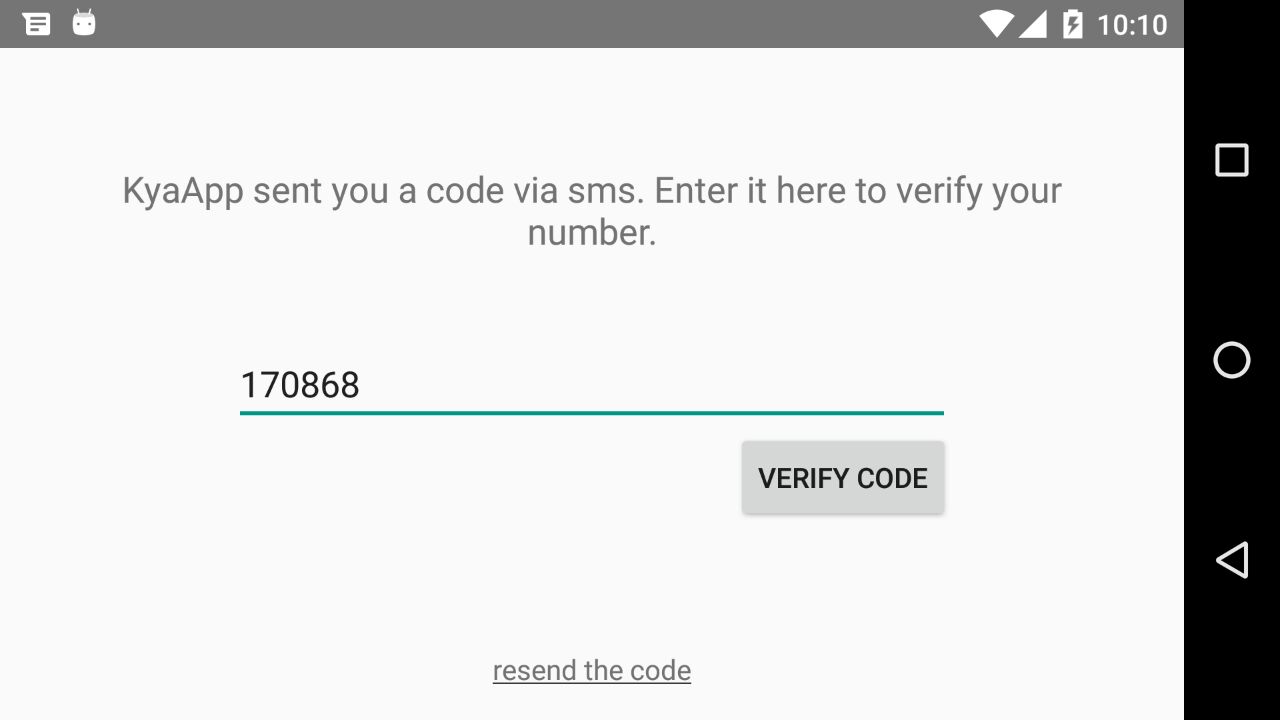 10:10
KyaApp sent you a code via sms. Enter it here to verify your
number.
170868
VERIFY CODE
resend the code